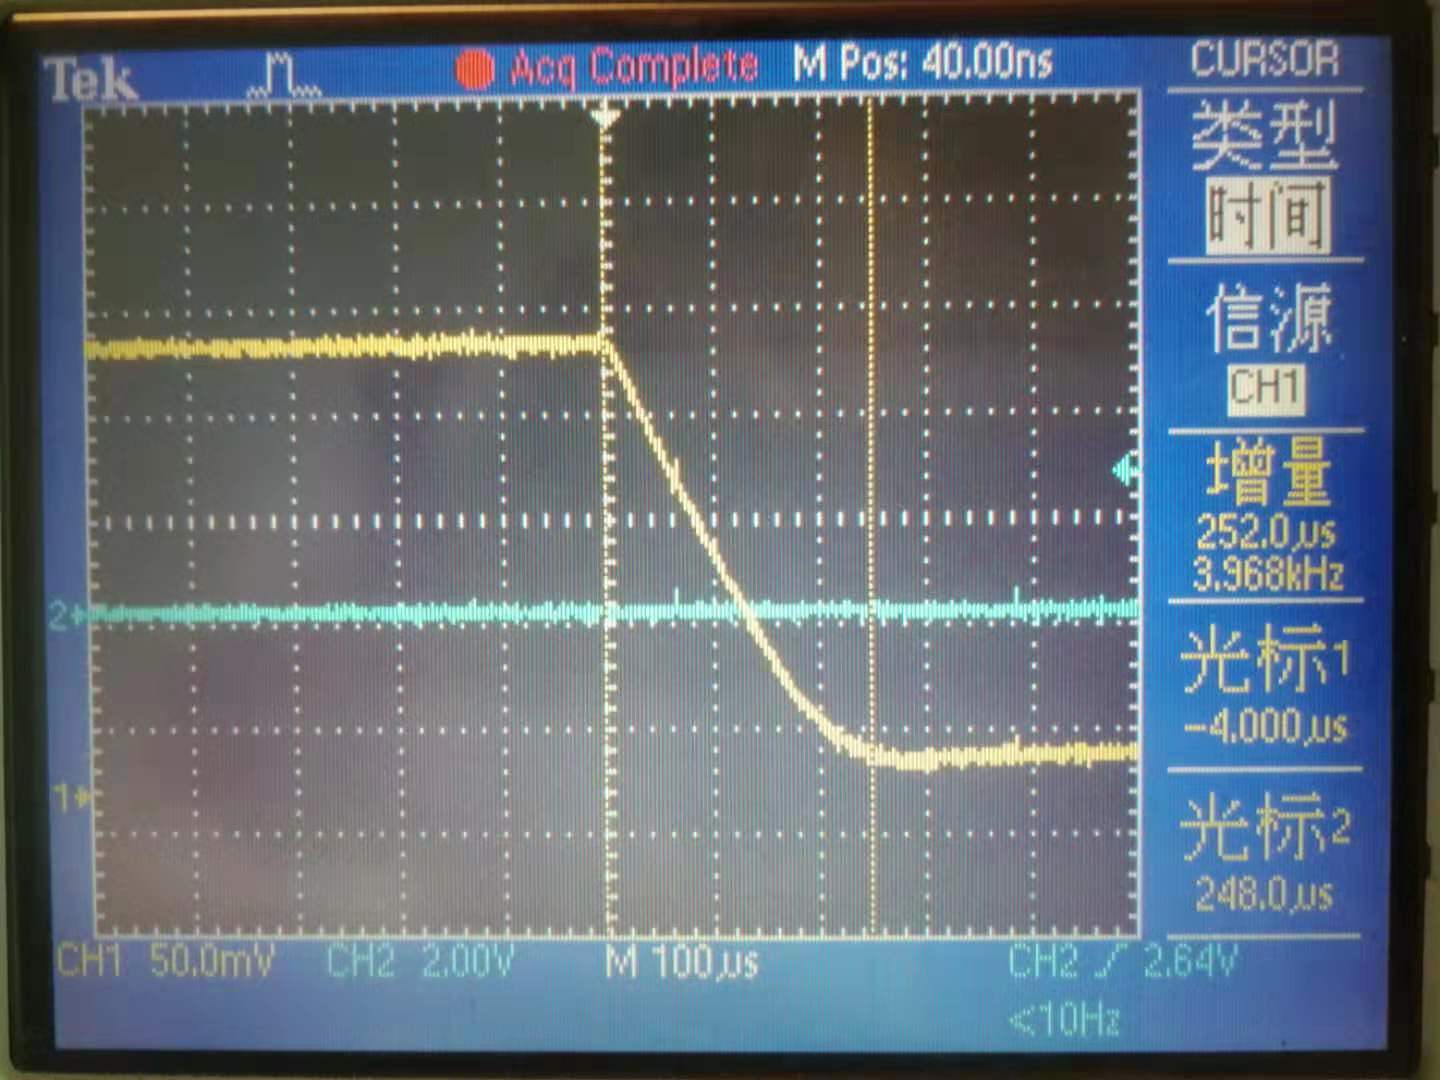 Tek
Acq Complete
M Pos: 40.00ns
CURSOR
类型
时间
信源
CH1
增量
252.0µs
3.968kHz
光标1
-4.000µs
光标2
248.0µs
2
1
CH1 50.0mV
CH2 2.00V
M 100µs
CH2
2.64V
<10Hz